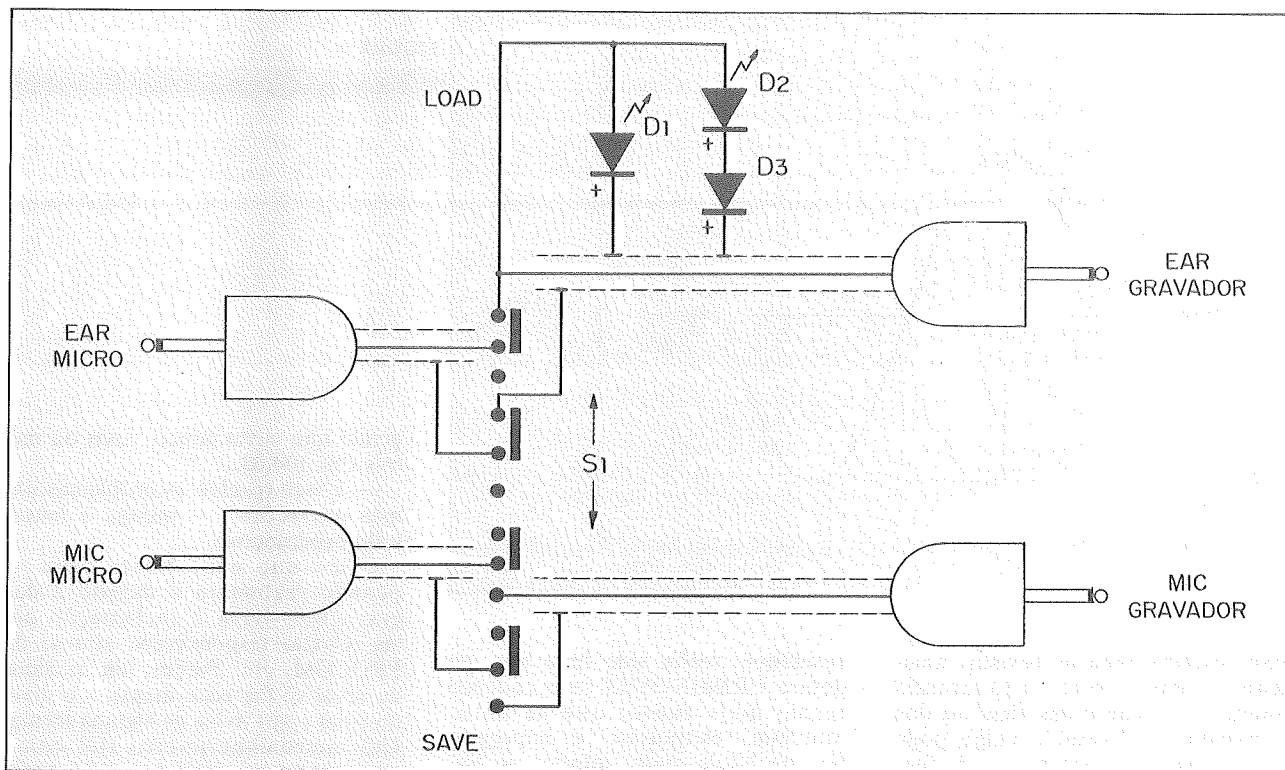 LOAD
D1
D2
D3
+
+
+
EAR
GRAVADOR
EAR
MICRO
S1
MIC
MICRO
MIC
GRAVADOR
SAVE